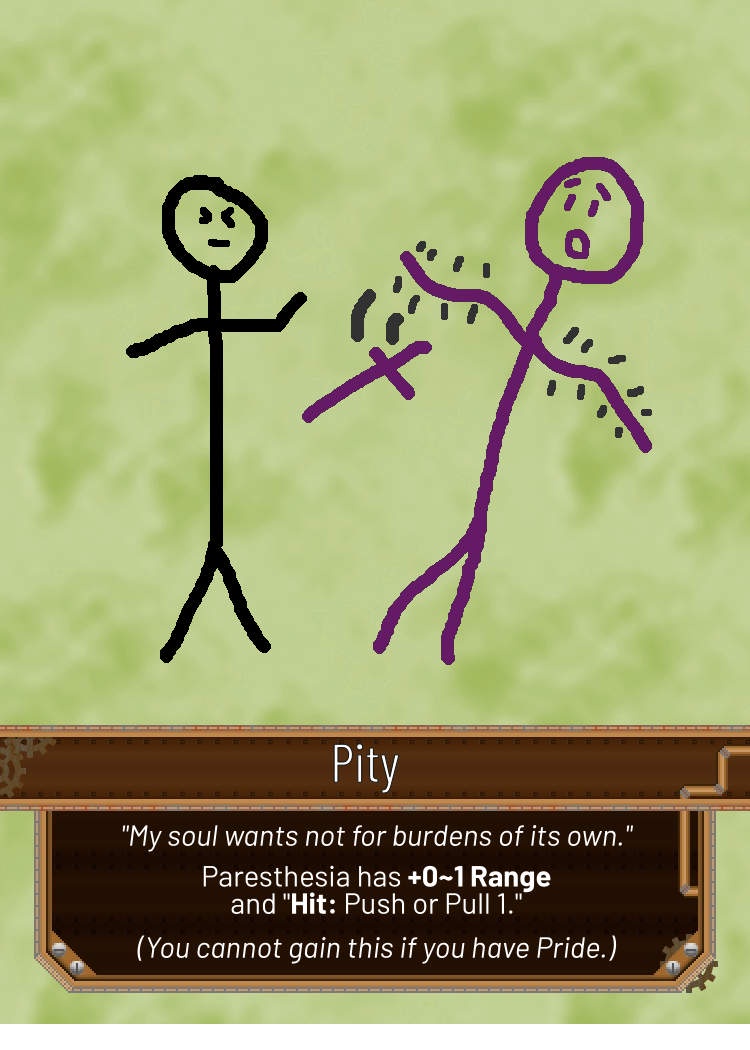 Pity
"My soul wants not for burdens of its own."
Paresthesia has +0~1 Range
and "Hit: Push or Pull 1."
(You cannot gain this if you have Pride.)